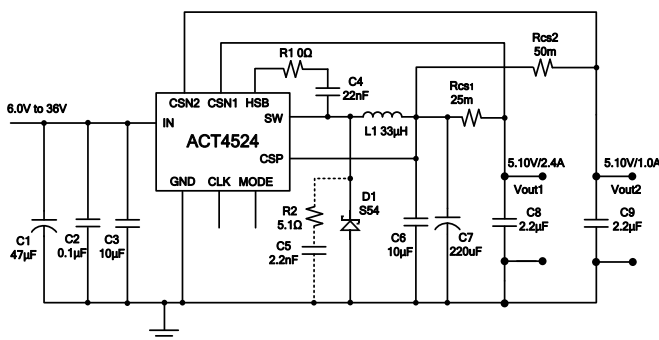 Rcs2
50m
R1 0Ω
C4
22nF
Rcs1
25m
CSN2 CSN1 HSB
6.0V to 36V
IN
SW
L1 33µH
ACT4524
CSP
5.10V/2.4A
5.10V/1.0A
GND CLK MODE
Vout1
Vout2
R2
5.1Ω
D1
S54
C1
47µF
C2
0.1µF
C3
10µF
C5
2.2nF
C6
10µF
C7
220uF
C8
2.2µF
C9
2.2µF